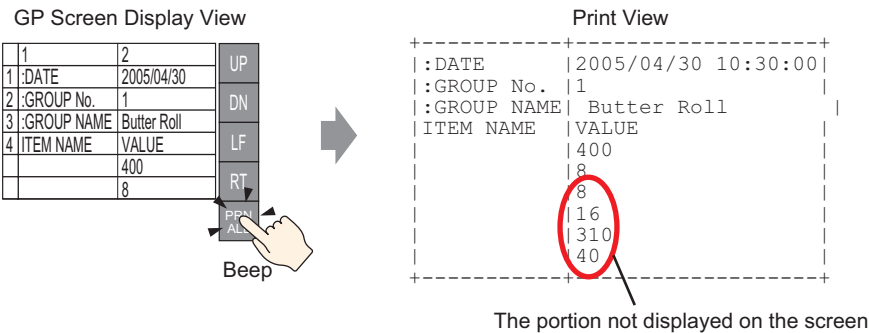 GP Screen Display View
1 2
1 :DATE 2005/04/30
2 :GROUP No. 1
3 :GROUP NAME Butter Roll
4 ITEM NAME VALUE
400
8
UP
DN
LF
RT
PRN
ALL
Beep
Print View
+-----------+--------------------+
|:DATE |2005/04/30 10:30:00|
|:GROUP No. |1 |
|:GROUP NAME| Butter Roll |
|ITEM NAME |VALUE |
| |400 |
| |8 |
| |8 |
| |16 |
| |310 |
| |40 |
+-----------+--------------------+
The portion not displayed on the screen